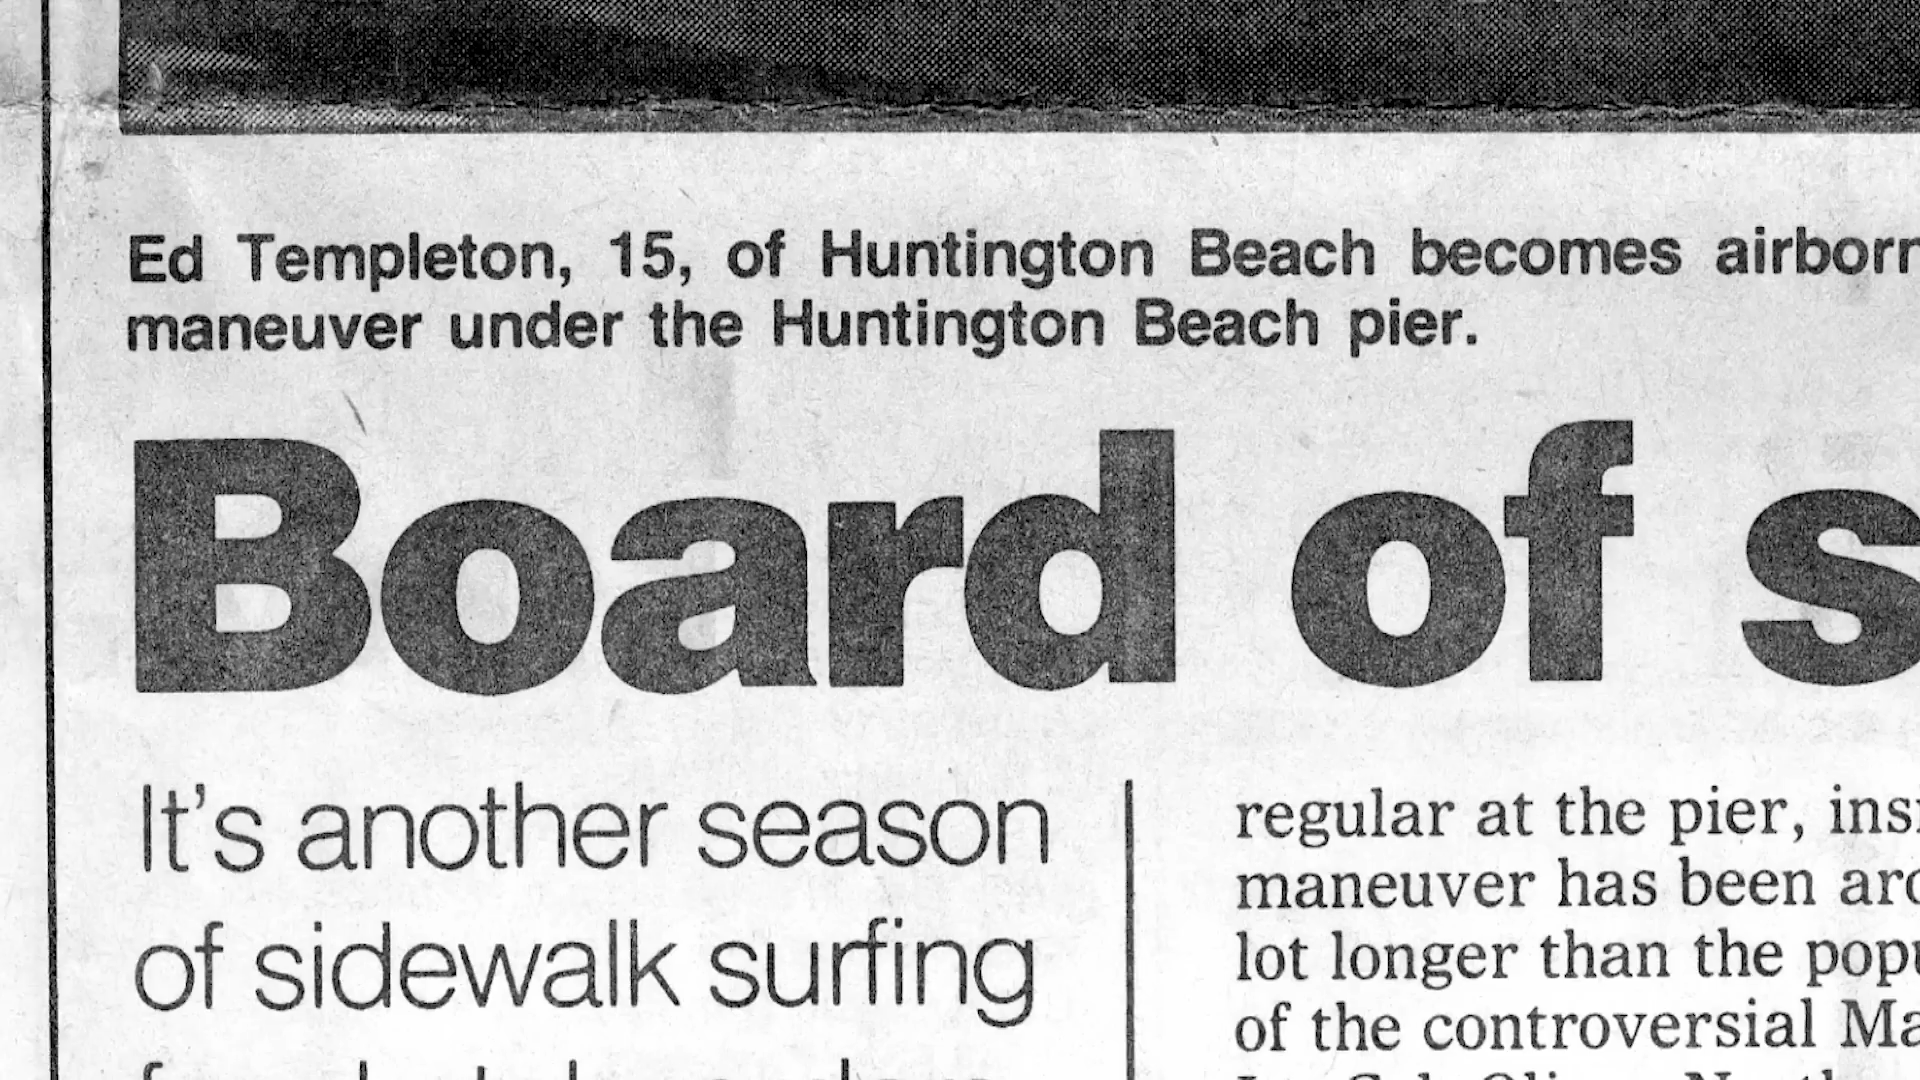 Ed Templeton, 15, of Huntington Beach becomes
maneuver under the Huntington Beach pier.
Board of
It's another season
of sidewalk surfing
regular at the pier,
maneuver has been
lot longer than the
of the controversial